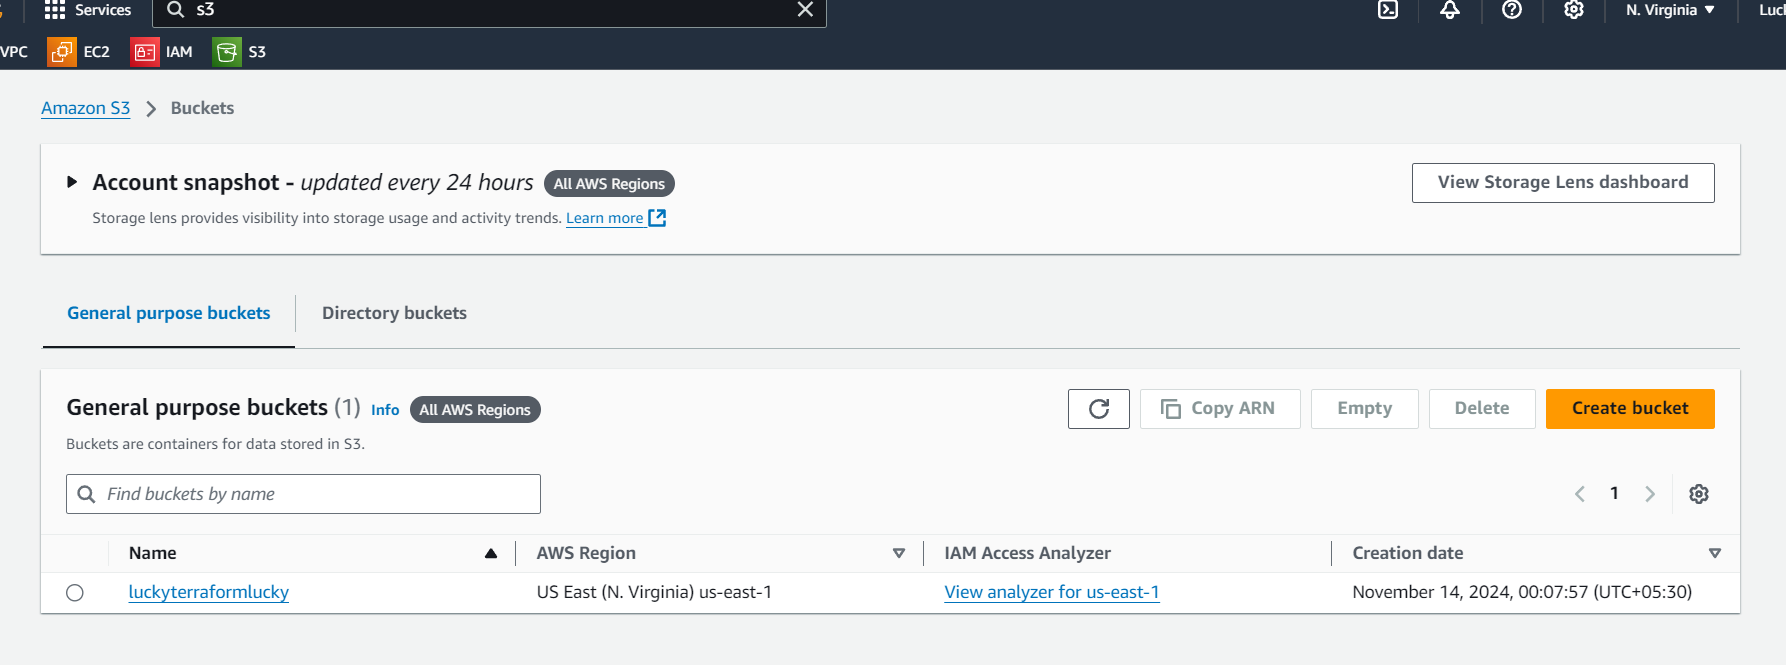 Services s3 N. Virginia
VPC EC2 IAM S3
Amazon S3 > Buckets
Account snapshot - updated every 24 hours All AWS Regions View Storage Lens dashboard
Storage lens provides visibility into storage usage and activity trends. Learn more
General purpose buckets Directory buckets
General purpose buckets (1) Info All AWS Regions Copy ARN Empty Delete Create bucket
Buckets are containers for data stored in S3.
Find buckets by name 1
Name AWS Region IAM Access Analyzer Creation date
luckyterraformlucky US East (N. Virginia) us-east-1 View analyzer for us-east-1 November 14, 2024, 00:07:57 (UTC+05:30)